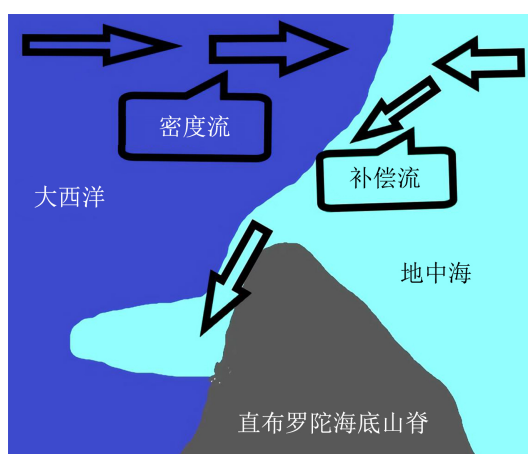 密度流
补偿流
大西洋
地中海
直布罗陀海底山脊